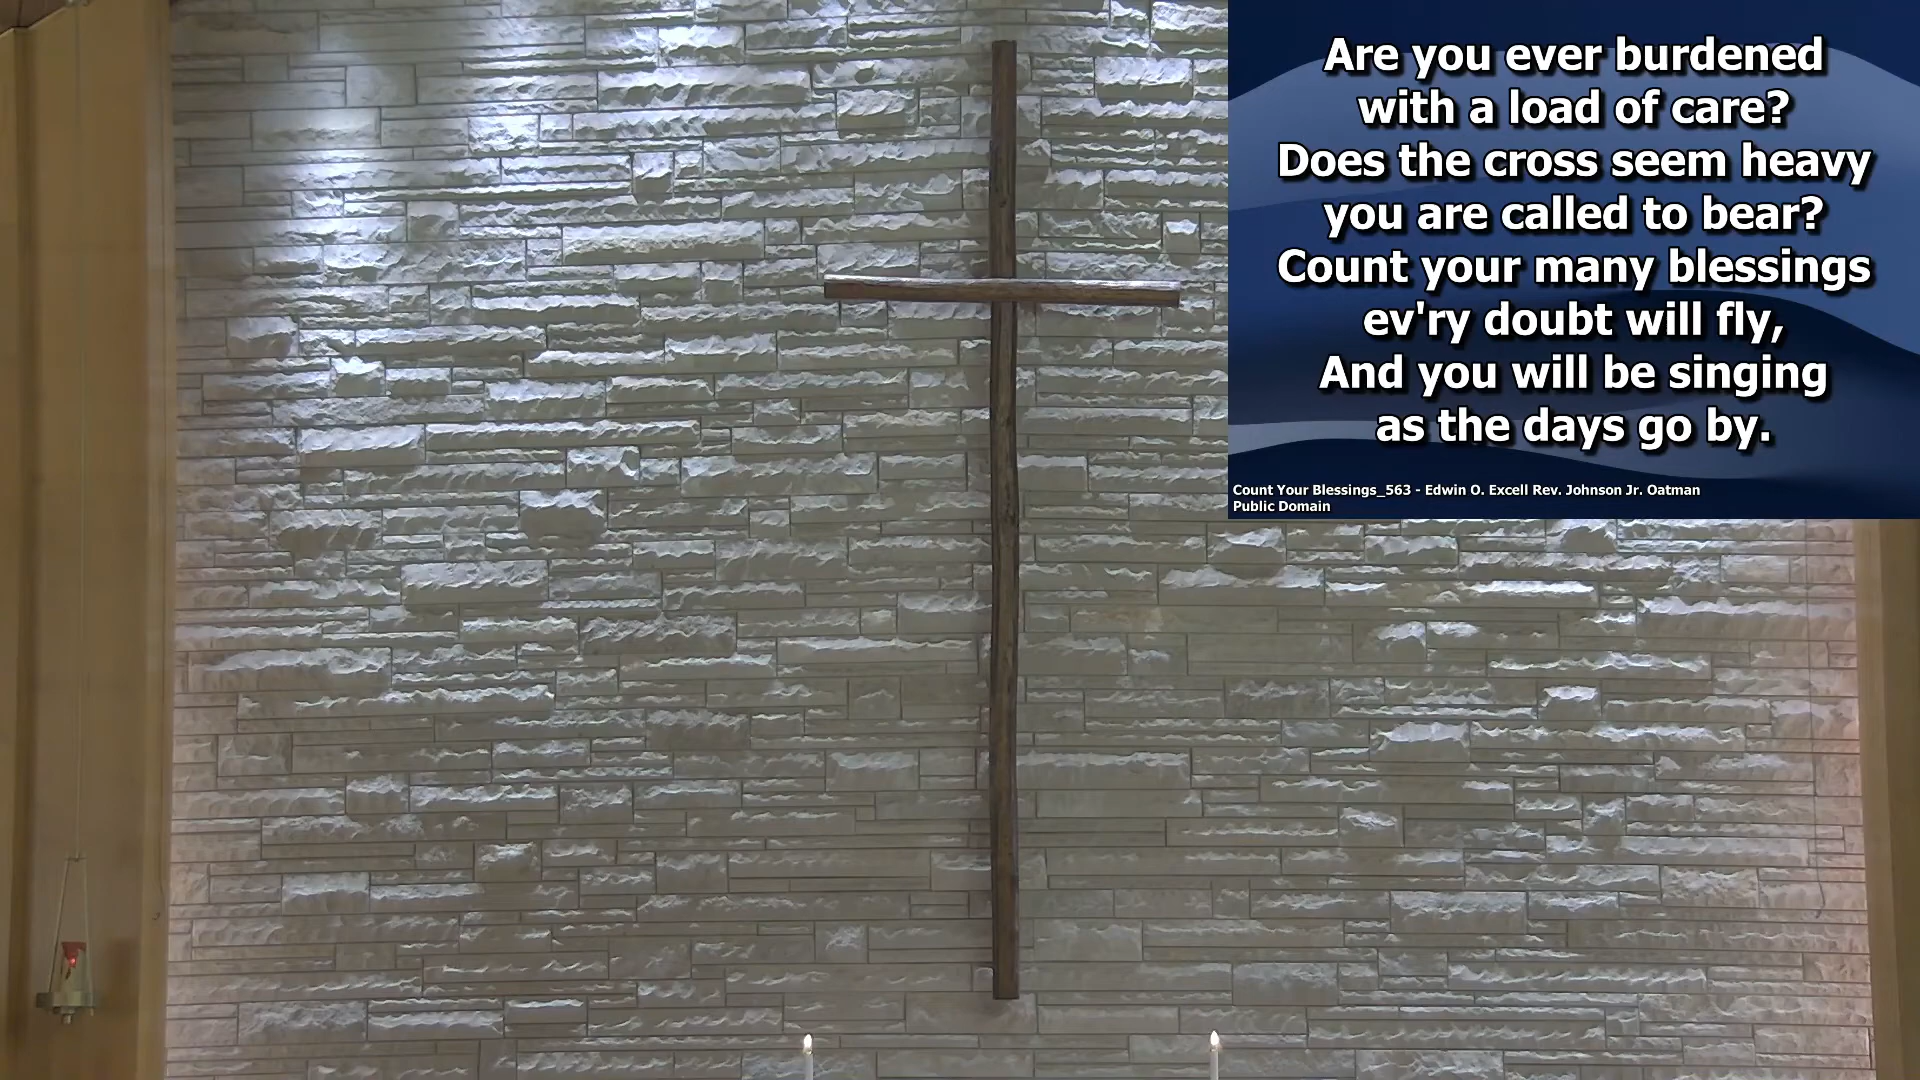 Are you ever burdened
with a load of care?
Does the cross seem heavy
you are called to bear?
Count your many blessings
ev'ry doubt will fly,
And you will be singing
as the days go by.
Count Your Blessings_563 - Edwin O. Excell Rev. Johnson Jr. Oatman
Public Domain